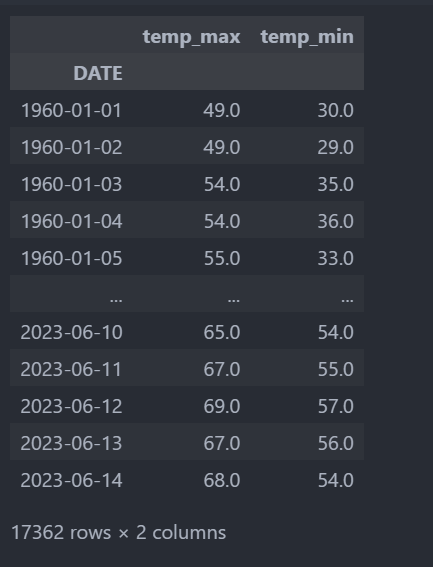 temp_max temp_min
DATE
1960-01-01 49.0 30.0
1960-01-02 49.0 29.0
1960-01-03 54.0 35.0
1960-01-04 54.0 36.0
1960-01-05 55.0 33.0
... ... ...
2023-06-10 65.0 54.0
2023-06-11 67.0 55.0
2023-06-12 69.0 57.0
2023-06-13 67.0 56.0
2023-06-14 68.0 54.0
17362 rows × 2 columns